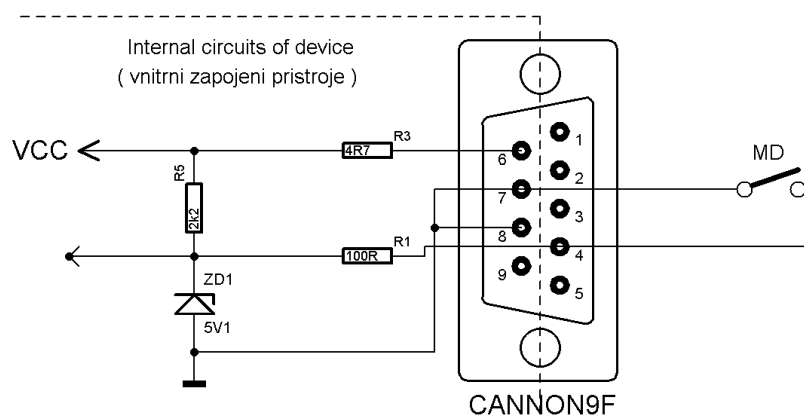 Internal circuits of device
( vnitrni zapojeni pristroje )
VCC
R3
4R7
R5
2k2
R1
100R
ZD1
5V1
1
6
2
7
3
8
4
9
5
MD
CANNON9F